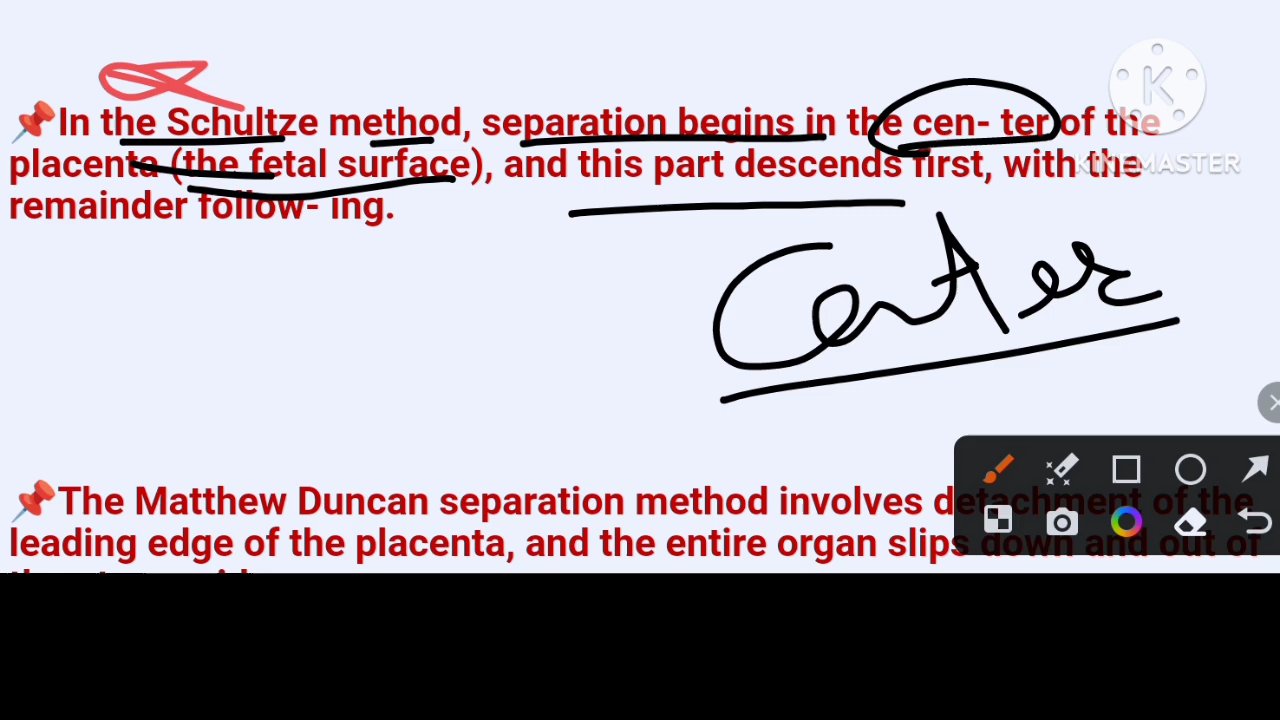 📌In the Schultze method, separation begins in the cen- ter of the
placenta (the fetal surface), and this part descends first, with the
KINEMASTER
remainder follow- ing.
Center
📌The Matthew Duncan separation method involves detachment of the
leading edge of the placenta, and the entire organ slips down and out of